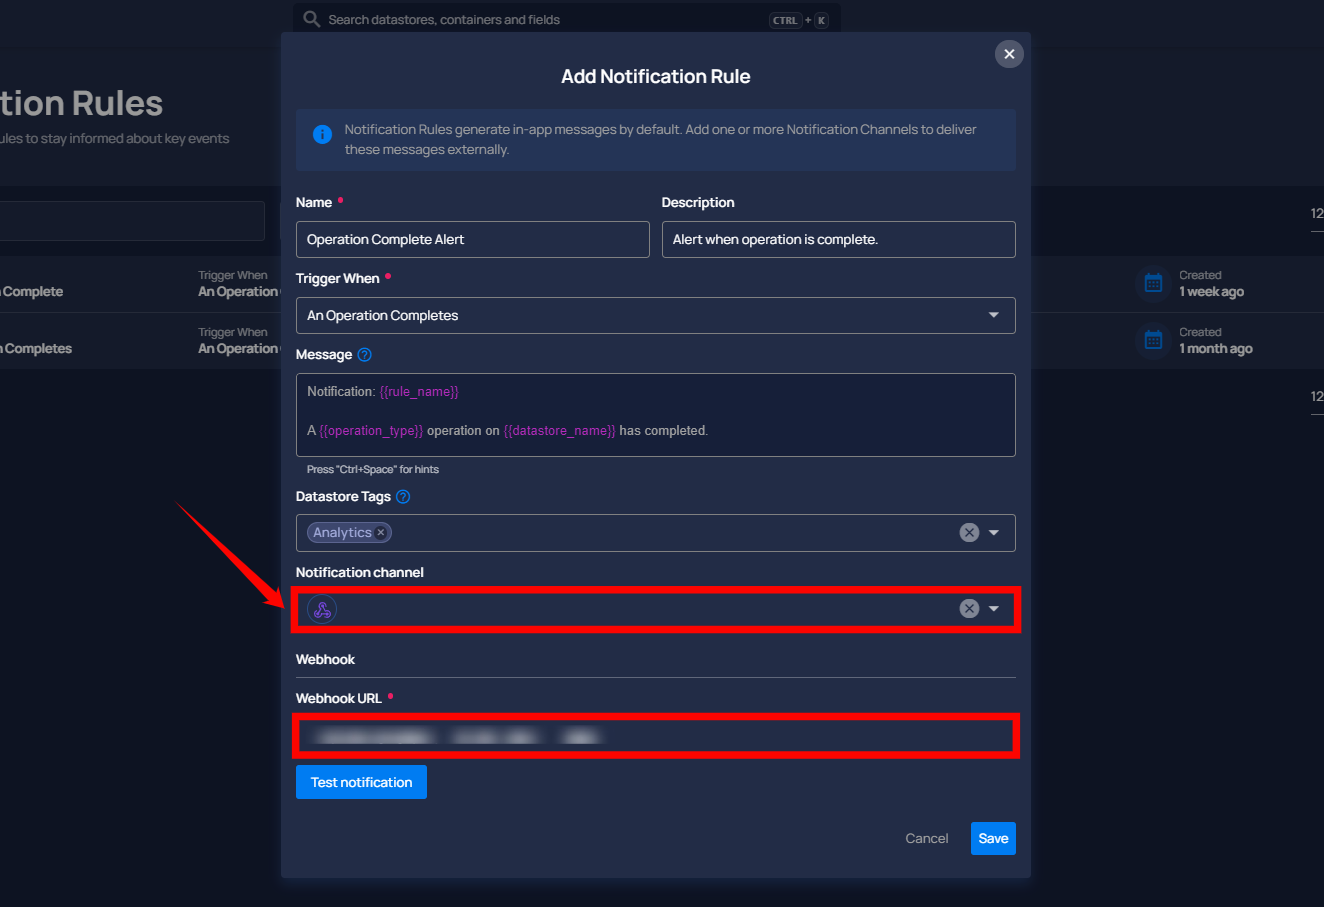 Search datastores, containers and fields
CTRL + K
Add Notification Rule
tion Rules
ules to stay informed about key events
Notification Rules generate in-app messages by default. Add one or more Notification Channels to deliver
these messages externally.
Name •
Description
Operation Complete Alert
Alert when operation is complete.
12
Trigger When •
Trigger When
Complete
An Operation
Created
1 week ago
An Operation Completes
Trigger When
Completes
An Operation
Created
1 month ago
Message ?
Notification: {{rule_name}}
A {{operation_type}} operation on {{datastore_name}} has completed.
12
Press "Ctrl+Space" for hints
Datastore Tags ?
Analytics
Notification channel
Webhook
Webhook URL •
Test notification
Cancel
Save